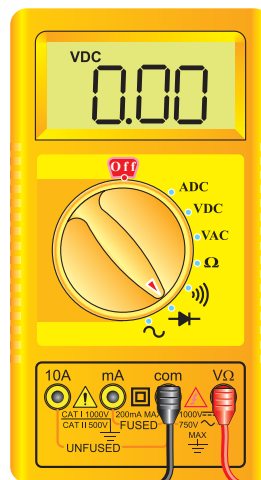 VDC
0.00
Off
ADC
VDC
VAC
Ω
10A mA com VΩ
CAT I 1000V 200mA MAX 1000V
CAT II 500V FUSED 750V
MAX
UNFUSED